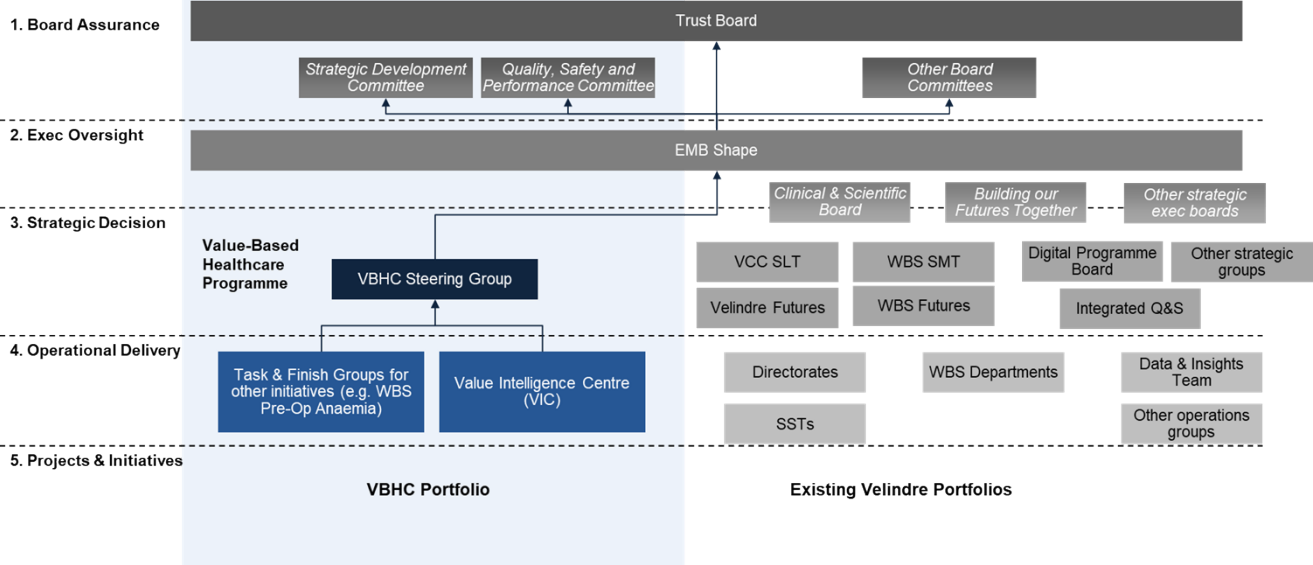 1. Board Assurance
Trust Board
Strategic Development
Committee
Quality, Safety and
Performance Committee
Other Board
Committees
2. Exec Oversight
EMB Shape
Clinical & Scientific
Board
Building our
Futures Together
Other strategic
exec boards
3. Strategic Decision
Value-Based
Healthcare
Programme
VBHC Steering Group
VCC SLT
WBS SMT
Digital Programme
Board
Other strategic
groups
Velindre Futures
WBS Futures
Integrated Q&S
4. Operational Delivery
Task & Finish Groups for
other initiatives (e.g. WBS
Pre-Op Anaemia)
Value Intelligence Centre
(VIC)
Directorates
WBS Departments
Data & Insights
Team
SSTs
Other operations
groups
5. Projects & Initiatives
VBHC Portfolio
Existing Velindre Portfolios